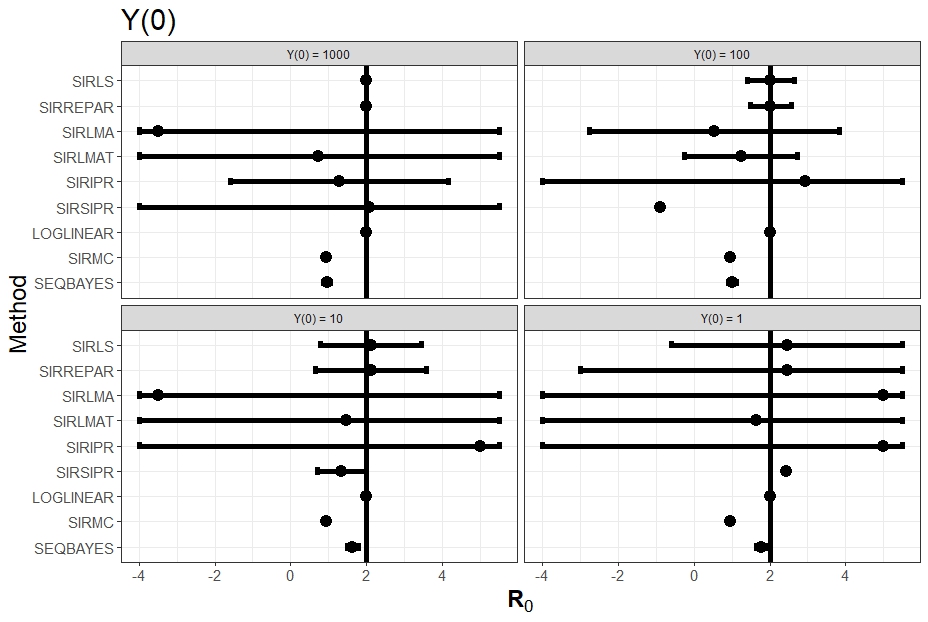 Y(0)
Y(0) = 1000
Y(0) = 100
SIRLS
SIRREPAR
SIRLMA
SIRLMAT
SIRIPR
SIRSIPR
LOGLINEAR
SIRMC
SEQBAYES
Method
Y(0) = 10
Y(0) = 1
SIRLS
SIRREPAR
SIRLMA
SIRLMAT
SIRIPR
SIRSIPR
LOGLINEAR
SIRMC
SEQBAYES
-4 -2 0 2 4 -4 -2 0 2 4
R₀